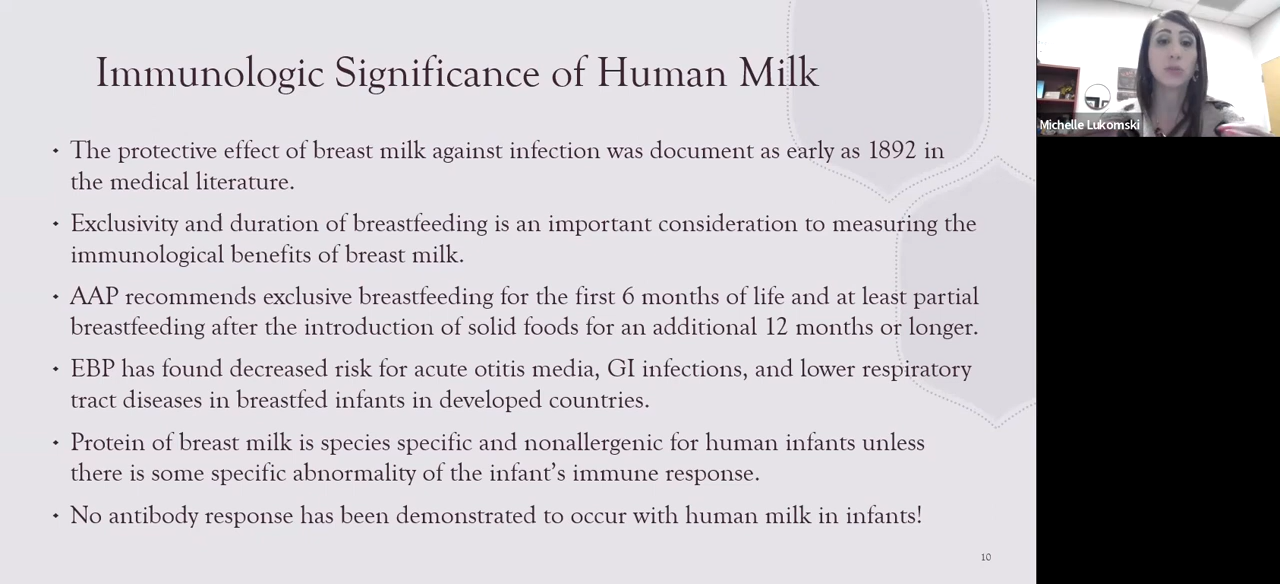 Immunologic Significance of Human Milk
The protective effect of breast milk against infection was document as early as 1892 in
the medical literature.
Exclusivity and duration of breastfeeding is an important consideration to measuring the
immunological benefits of breast milk.
AAP recommends exclusive breastfeeding for the first 6 months of life and at least partial
breastfeeding after the introduction of solid foods for an additional 12 months or longer.
EBP has found decreased risk for acute otitis media, GI infections, and lower respiratory
tract diseases in breastfed infants in developed countries.
Protein of breast milk is species specific and nonallergenic for human infants unless
there is some specific abnormality of the infant’s immune response.
No antibody response has been demonstrated to occur with human milk in infants!
10
Michelle Lukomski